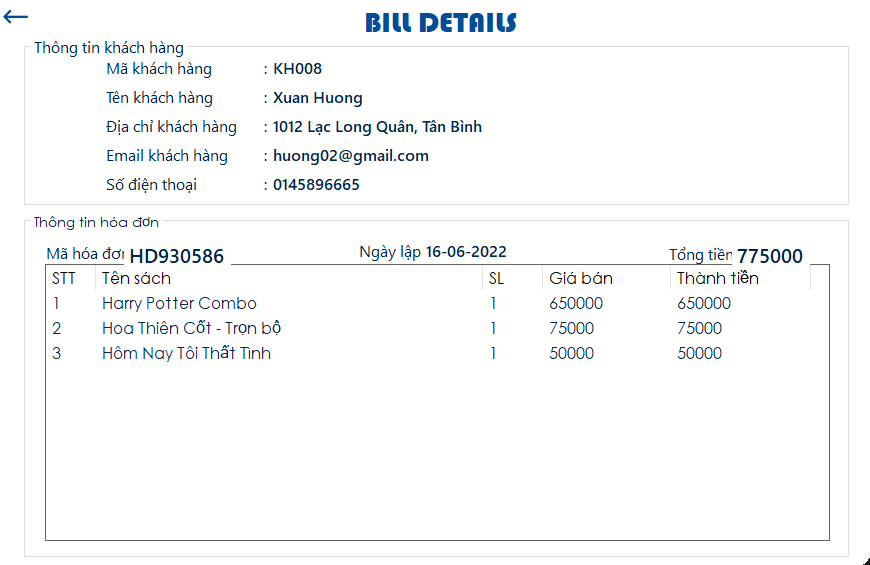 BILL DETAILS
Thông tin khách hàng
Mã khách hàng : KH008
Tên khách hàng : Xuan Huong
Địa chỉ khách hàng : 1012 Lạc Long Quân, Tân Bình
Email khách hàng : huong02@gmail.com
Số điện thoại : 0145896665
Thông tin hóa đơn
Mã hóa đơn HD930586 Ngày lập 16-06-2022 Tổng tiền 775000
STT Tên sách SL Giá bán Thành tiền
1 Harry Potter Combo 1 650000 650000
2 Hoa Thiên Cốt - Trọn bộ 1 75000 75000
3 Hôm Nay Tôi Thất Tình 1 50000 50000